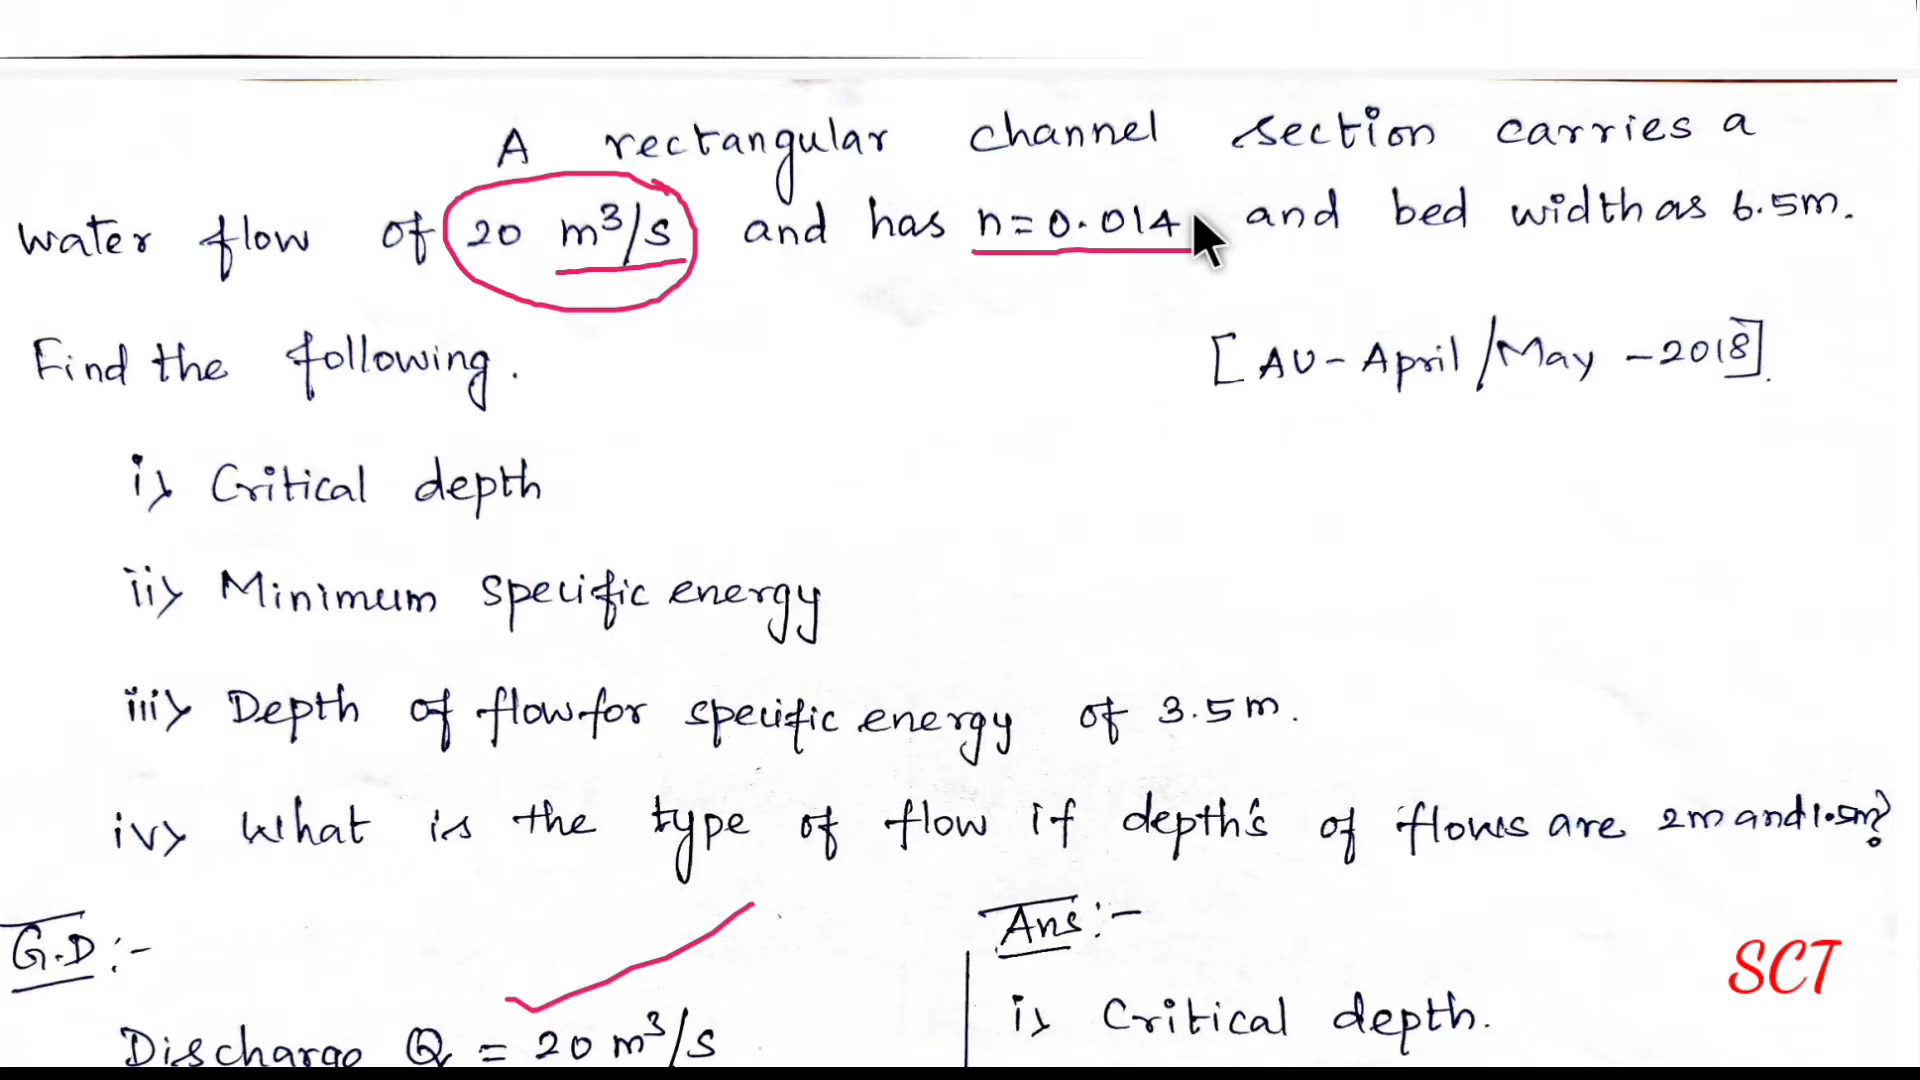 A rectangular channel section carries a
water flow of 20 m³/s and has n=0.014 and bed width as 6.5m.
Find the following. [AU-April/May-2018].
i) Critical depth
ii) Minimum specific energy
iii) Depth of flow for specific energy of 3.5m.
iv) What is the type of flow if depth's of flows are 2m and 1.5m?
G.D:-
Ans:-
Discharge Q = 20 m³/s
i) Critical depth.
SCT